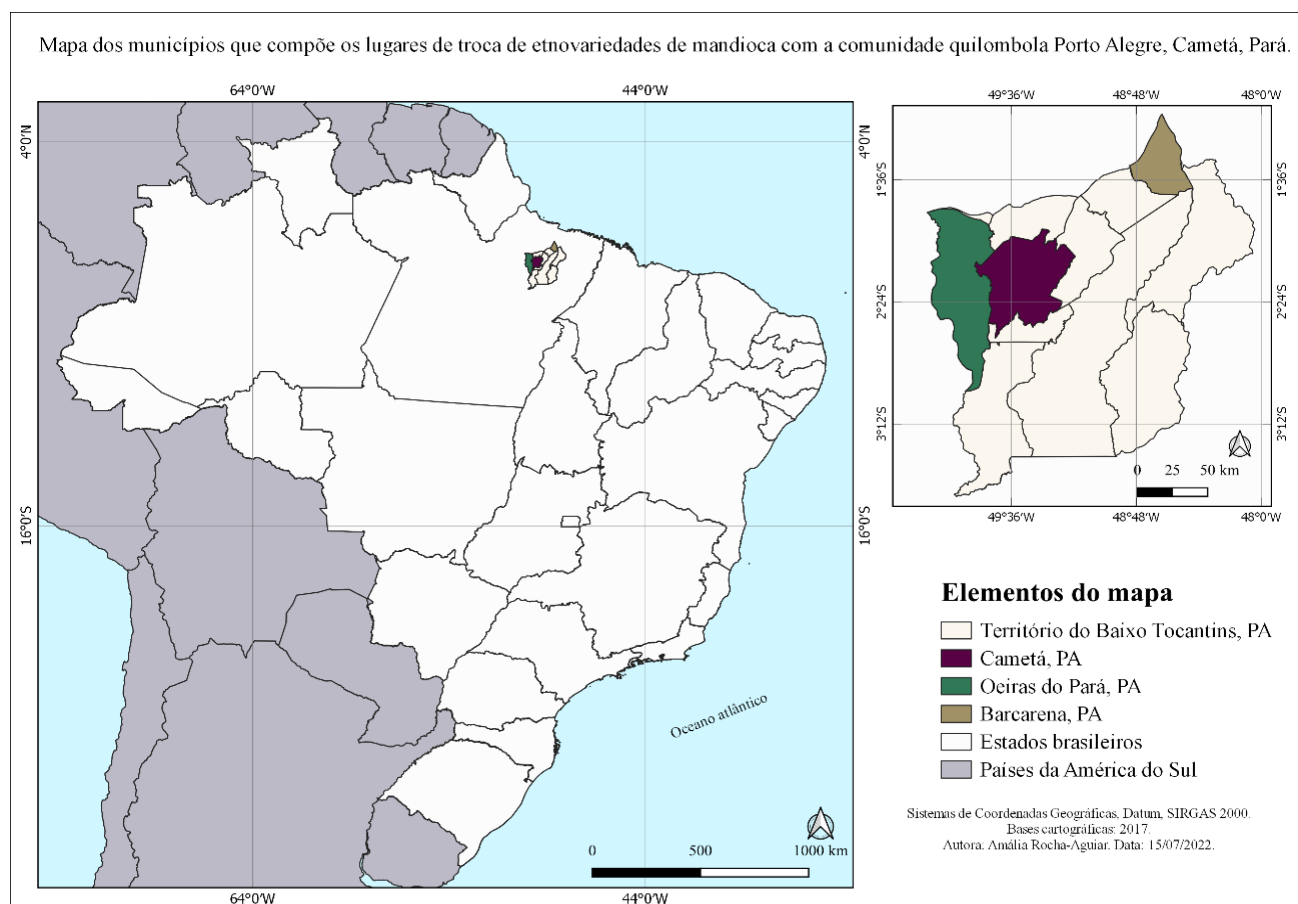 Mapa dos municípios que compõe os lugares de troca de etnovariedades de mandioca com a comunidade quilombola Porto Alegre, Cametá, Pará.
64°0'W 44°0'W
4°0'N
16°0'S
16°0'S
Oceano atlântico
0 500 1000 km
64°0'W 44°0'W
49°36'W 48°48'W 48°0'W
1°36'S 1°36'S
2°24'S 2°24'S
3°12'S 3°12'S
0 25 50 km
49°36'W 48°48'W 48°0'W
Elementos do mapa
Território do Baixo Tocantins, PA
Cametá, PA
Oeiras do Pará, PA
Barcarena, PA
Estados brasileiros
Países da América do Sul
Sistemas de Coordenadas Geográficas, Datum, SIRGAS 2000.
Bases cartográficas: 2017.
Autora: Amália Rocha-Aguiar. Data: 15/07/2022.